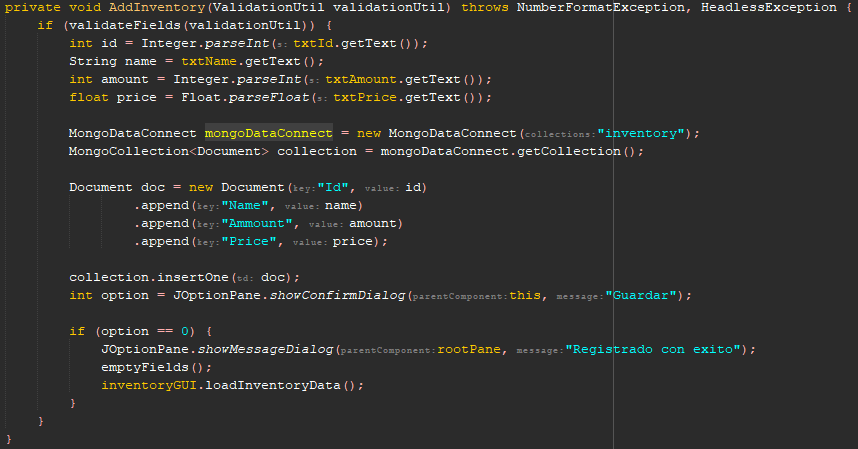 private void AddInventory(ValidationUtil validationUtil) throws NumberFormatException, HeadlessException {
if (validateFields(validationUtil)) {
int id = Integer.parseInt(s: txtId.getText());
String name = txtName.getText();
int amount = Integer.parseInt(s: txtAmount.getText());
float price = Float.parseFloat(s: txtPrice.getText());
MongoDataConnect mongoDataConnect = new MongoDataConnect(collections: "inventory");
MongoCollection<Document> collection = mongoDataConnect.getCollection();
Document doc = new Document(key: "Id", value: id)
.append(key: "Name", value: name)
.append(key: "Ammount", value: amount)
.append(key: "Price", value: price);
collection.insertOne(td: doc);
int option = JOptionPane.showConfirmDialog(parentComponent: this, message: "Guardar");
if (option == 0) {
JOptionPane.showMessageDialog(parentComponent: rootPane, message: "Registrado con exito");
emptyFields();
inventoryGUI.loadInventoryData();
}
}
}